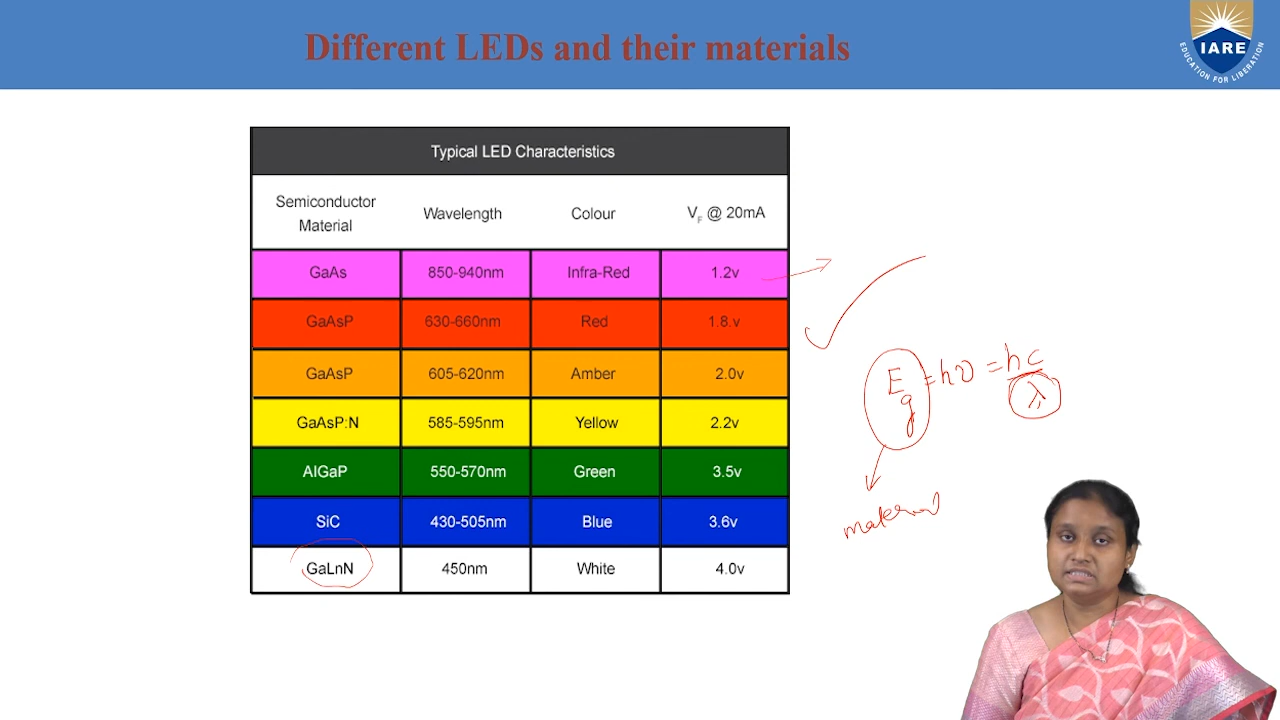 Different LEDs and their materials
IARE
EDUCATION FOR LIBERATION
Typical LED Characteristics
Semiconductor Material Wavelength Colour VF @ 20mA
GaAs 850-940nm Infra-Red 1.2v
GaAsP 630-660nm Red 1.8.v
GaAsP 605-620nm Amber 2.0v
GaAsP:N 585-595nm Yellow 2.2v
AlGaP 550-570nm Green 3.5v
SiC 430-505nm Blue 3.6v
GaLnN 450nm White 4.0v
Eg = hν = hc/λ
material